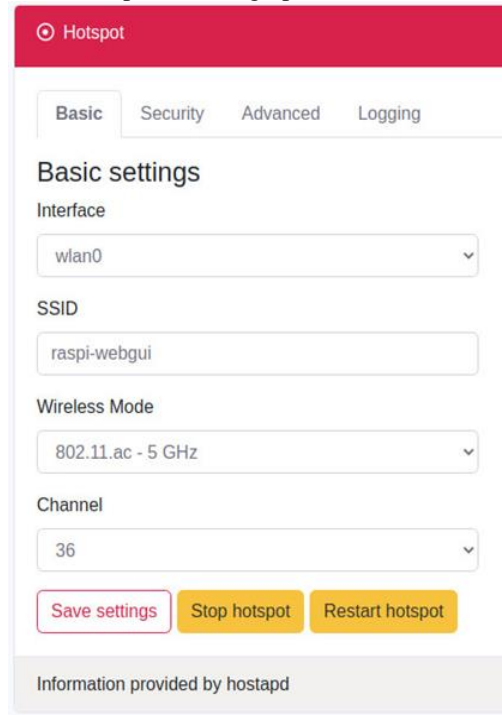 Hotspot
Basic Security Advanced Logging
Basic settings
Interface
wlan0
SSID
raspi-webgui
Wireless Mode
802.11.ac - 5 GHz
Channel
36
Save settings Stop hotspot Restart hotspot
Information provided by hostapd